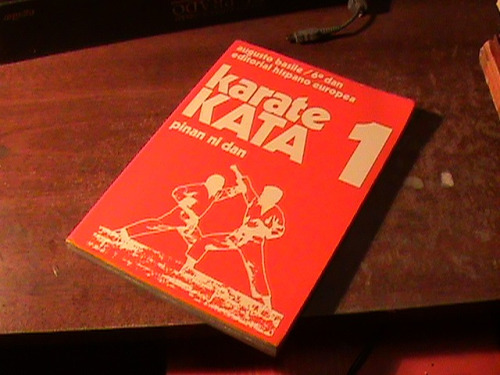 augusto basile / 6º dan
editorial hispano europea
karate
KATA 1
pinan ni dan